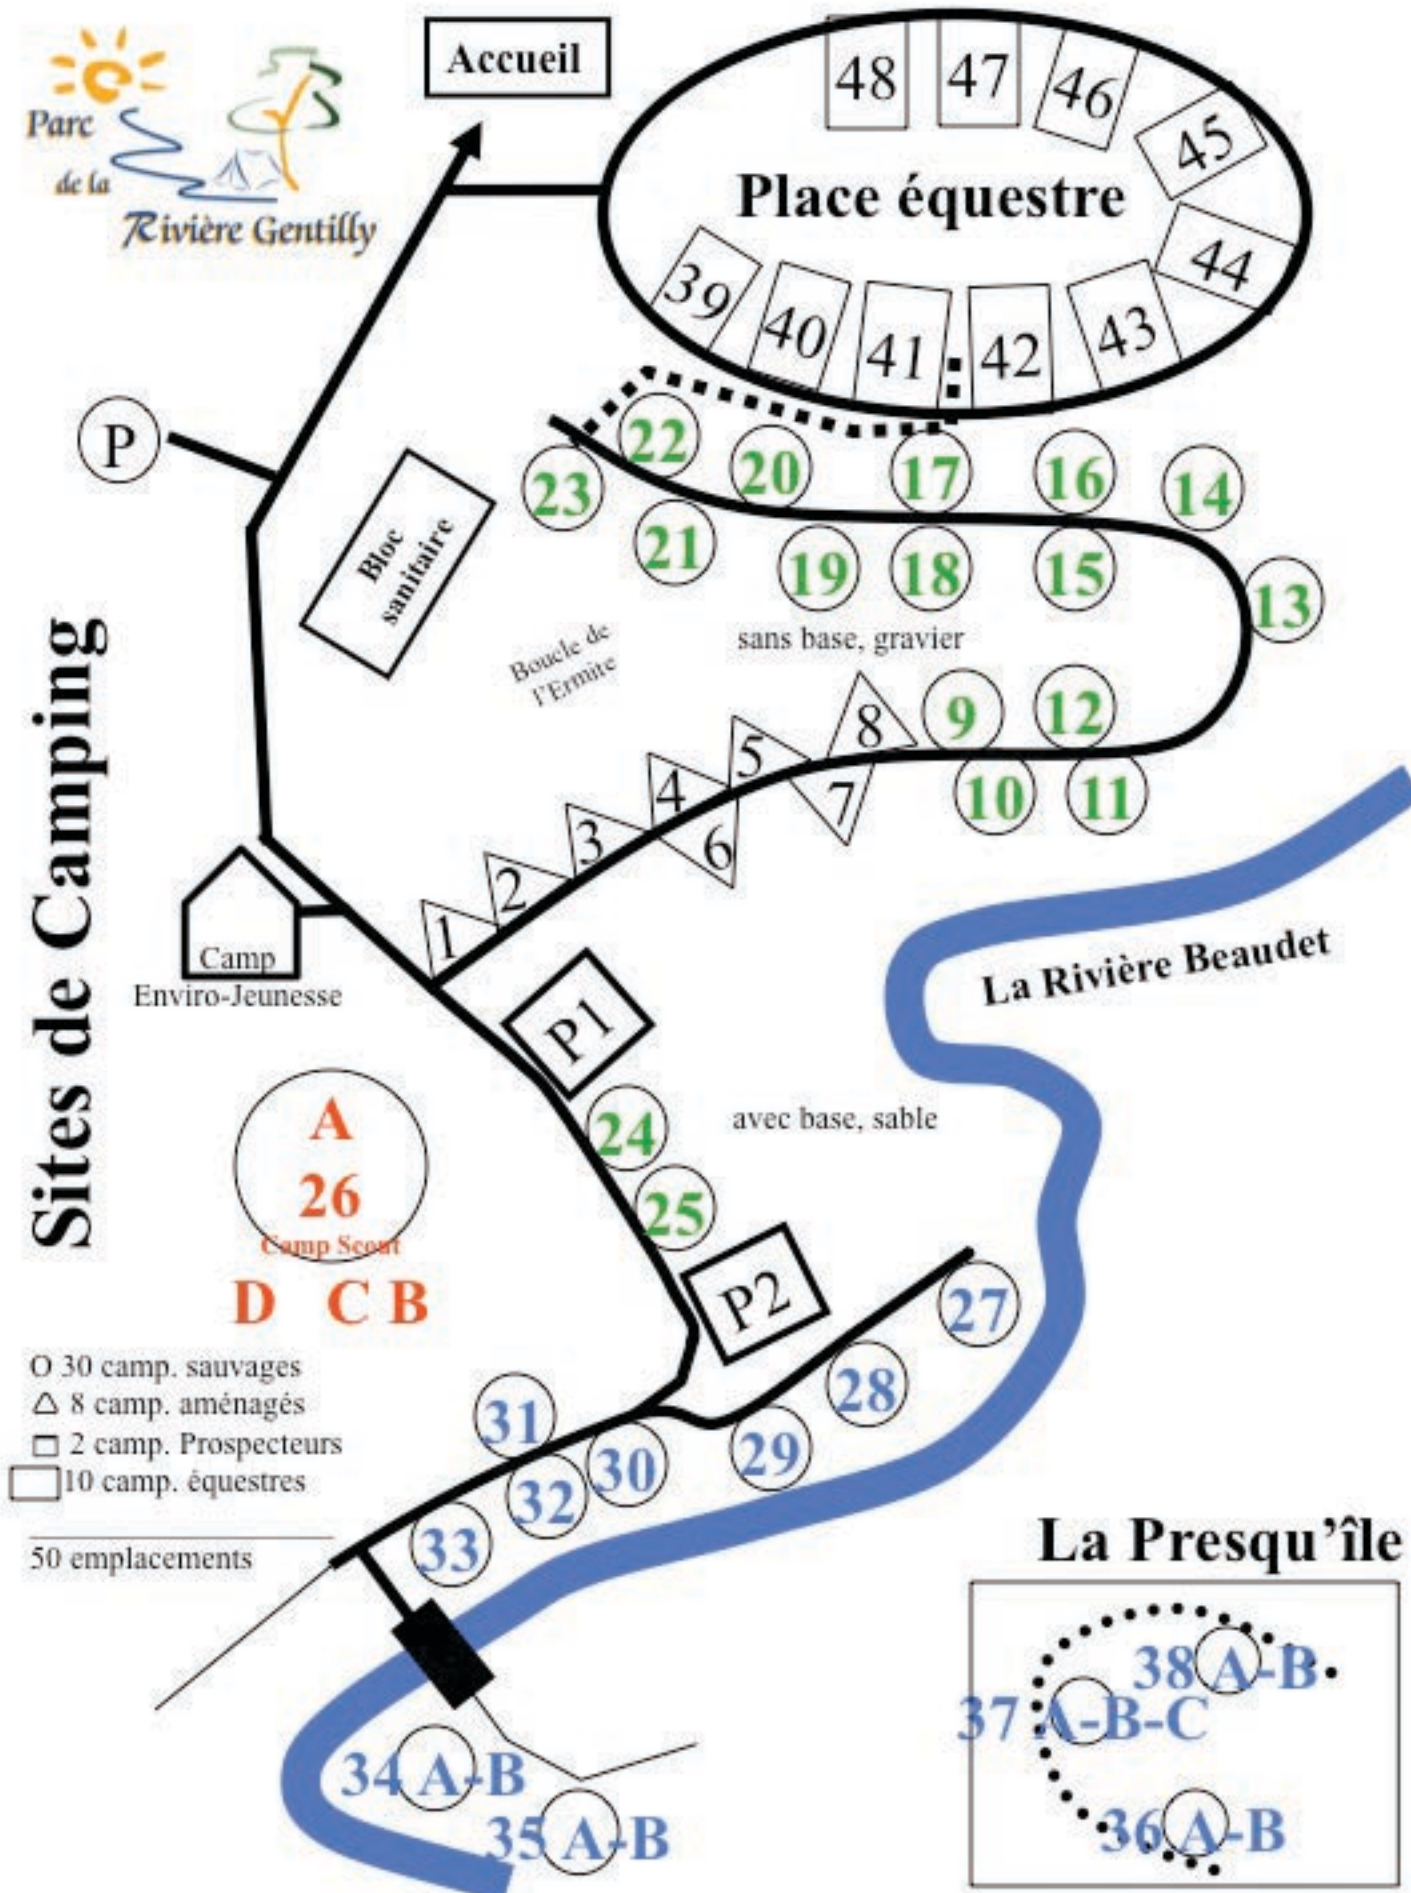 Parc
de la
Rivière Gentilly
Accueil
48
47
46
45
Place équestre
44
39
40
41
42
43
P
22
20
17
16
14
23
21
19
18
15
13
Bloc
sanitaire
Boucle de
l'Ermite
sans base, gravier
Sites de Camping
8
9
12
5
4
7
10
11
3
6
2
1
Camp
Enviro-Jeunesse
La Rivière Beaudet
P1
24
avec base, sable
25
A
26
Camp Scout
D C B
P2
27
28
29
30
31
32
33
O 30 camp. sauvages
8 camp. aménagés
2 camp. Prospecteurs
10 camp. équestres
50 emplacements
34 A-B
35 A-B
La Presqu'île
38 A-B
37 A-B-C
36 A-B